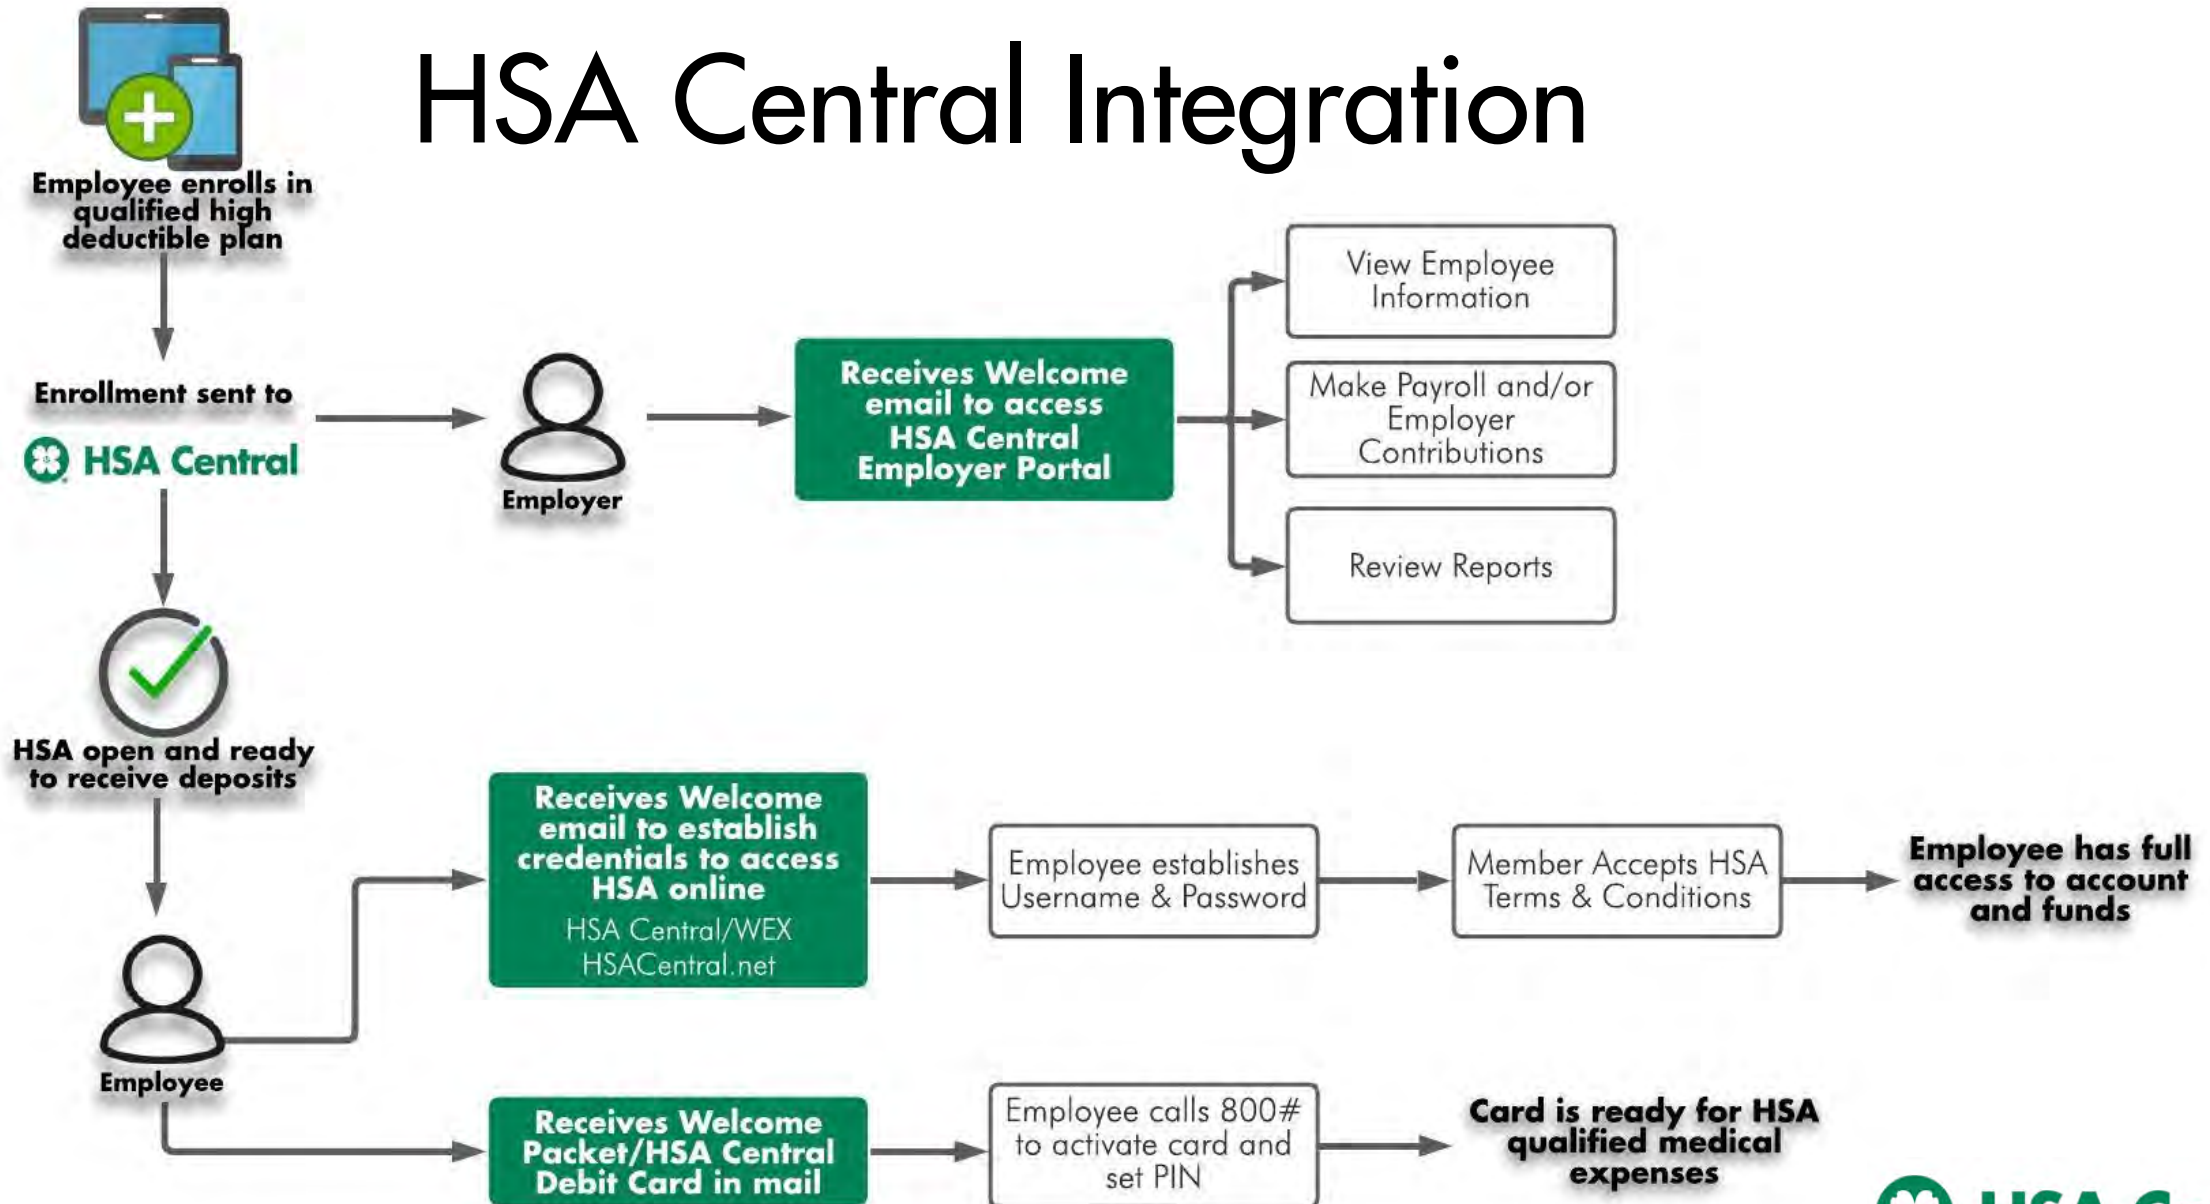 HSA Central Integration
Employee enrolls in
qualified high
deductible plan
Enrollment sent to
HSA Central
Employer
Receives Welcome
email to access
HSA Central
Employer Portal
View Employee
Information
Make Payroll and/or
Employer
Contributions
Review Reports
HSA open and ready
to receive deposits
Employee
Receives Welcome
email to establish
credentials to access
HSA online
HSA Central/WEX
HSACentral.net
Employee establishes
Username & Password
Member Accepts HSA
Terms & Conditions
Employee has full
access to account
and funds
Receives Welcome
Packet/HSA Central
Debit Card in mail
Employee calls 800#
to activate card and
set PIN
Card is ready for HSA
qualified medical
expenses